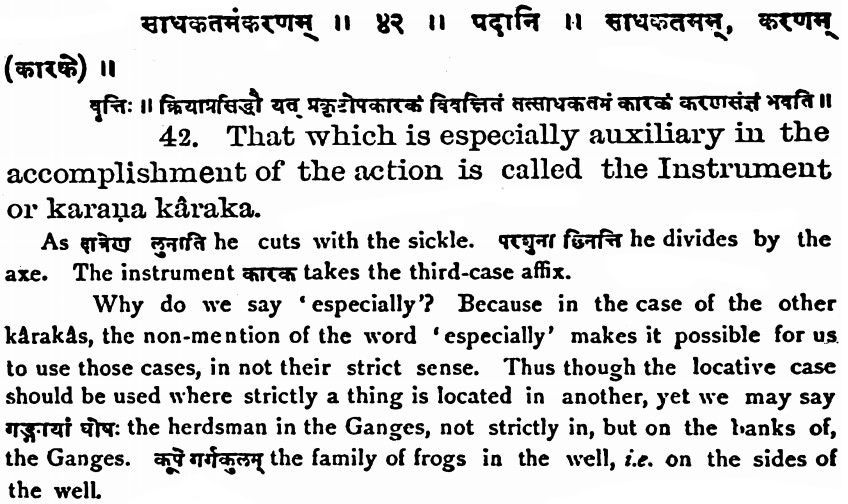 साधकतमंकरणम् ॥ ४२ ॥ पदानि ॥ साधकतमम्, करणम्
(कारके) ॥
वृत्तिः ॥ क्रियाप्रसिद्धौ यत् प्रकृष्टोपकारकं विवक्षितं तत्साधकतमं कारकं करणसंज्ञं भवति ॥
42. That which is especially auxiliary in the
accomplishment of the action is called the Instrument
or karaṇa kâraka.
As दात्रेण लुनाति he cuts with the sickle. परशुना छिनत्ति he divides by the
axe. The instrument कारक takes the third-case affix.
Why do we say ‘especially’? Because in the case of the other
kârakâs, the non-mention of the word ‘especially’ makes it possible for us
to use those cases, in not their strict sense. Thus though the locative case
should be used where strictly a thing is located in another, yet we may say
गङ्गायां घोषः the herdsman in the Ganges, not strictly in, but on the banks of,
the Ganges. कूपे गर्गकुलम् the family of frogs in the well, i.e. on the sides of
the well.